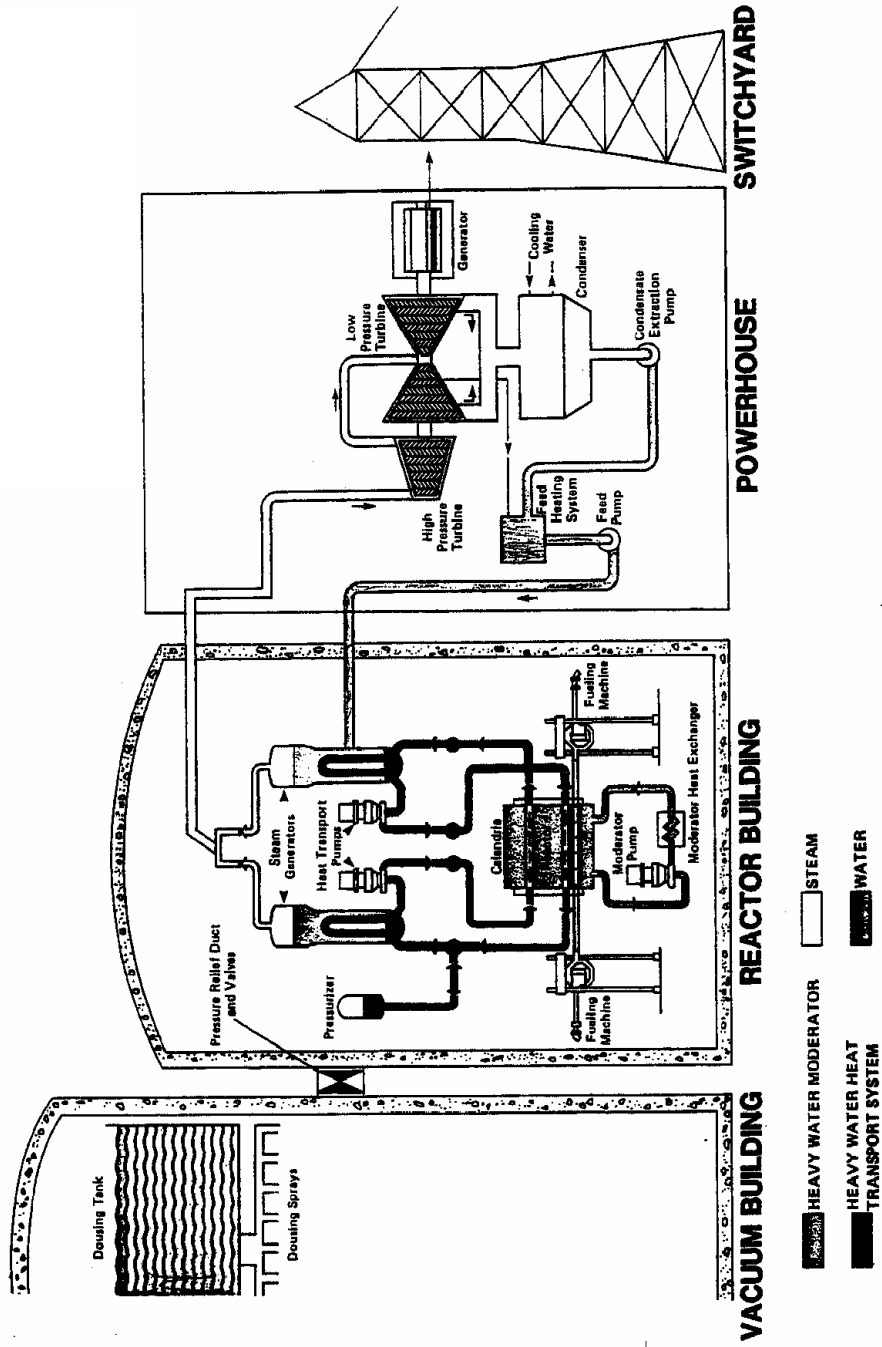 Dousing Tank
Dousing Sprays
VACUUM BUILDING
Pressure Relief Duct
and Valves
Pressurizer
Steam
Generators
Heat Transport
Pumps
Calandria
Moderator
Pump
Moderator Heat Exchanger
Fueling
Machine
Fueling
Machine
REACTOR BUILDING
High
Pressure
Turbine
Low
Pressure
Turbine
Generator
Cooling
Water
Condenser
Condensate
Extraction
Pump
Feed
Heating
System
Feed
Pump
POWERHOUSE
SWITCHYARD
HEAVY WATER MODERATOR
STEAM
HEAVY WATER HEAT
TRANSPORT SYSTEM
WATER